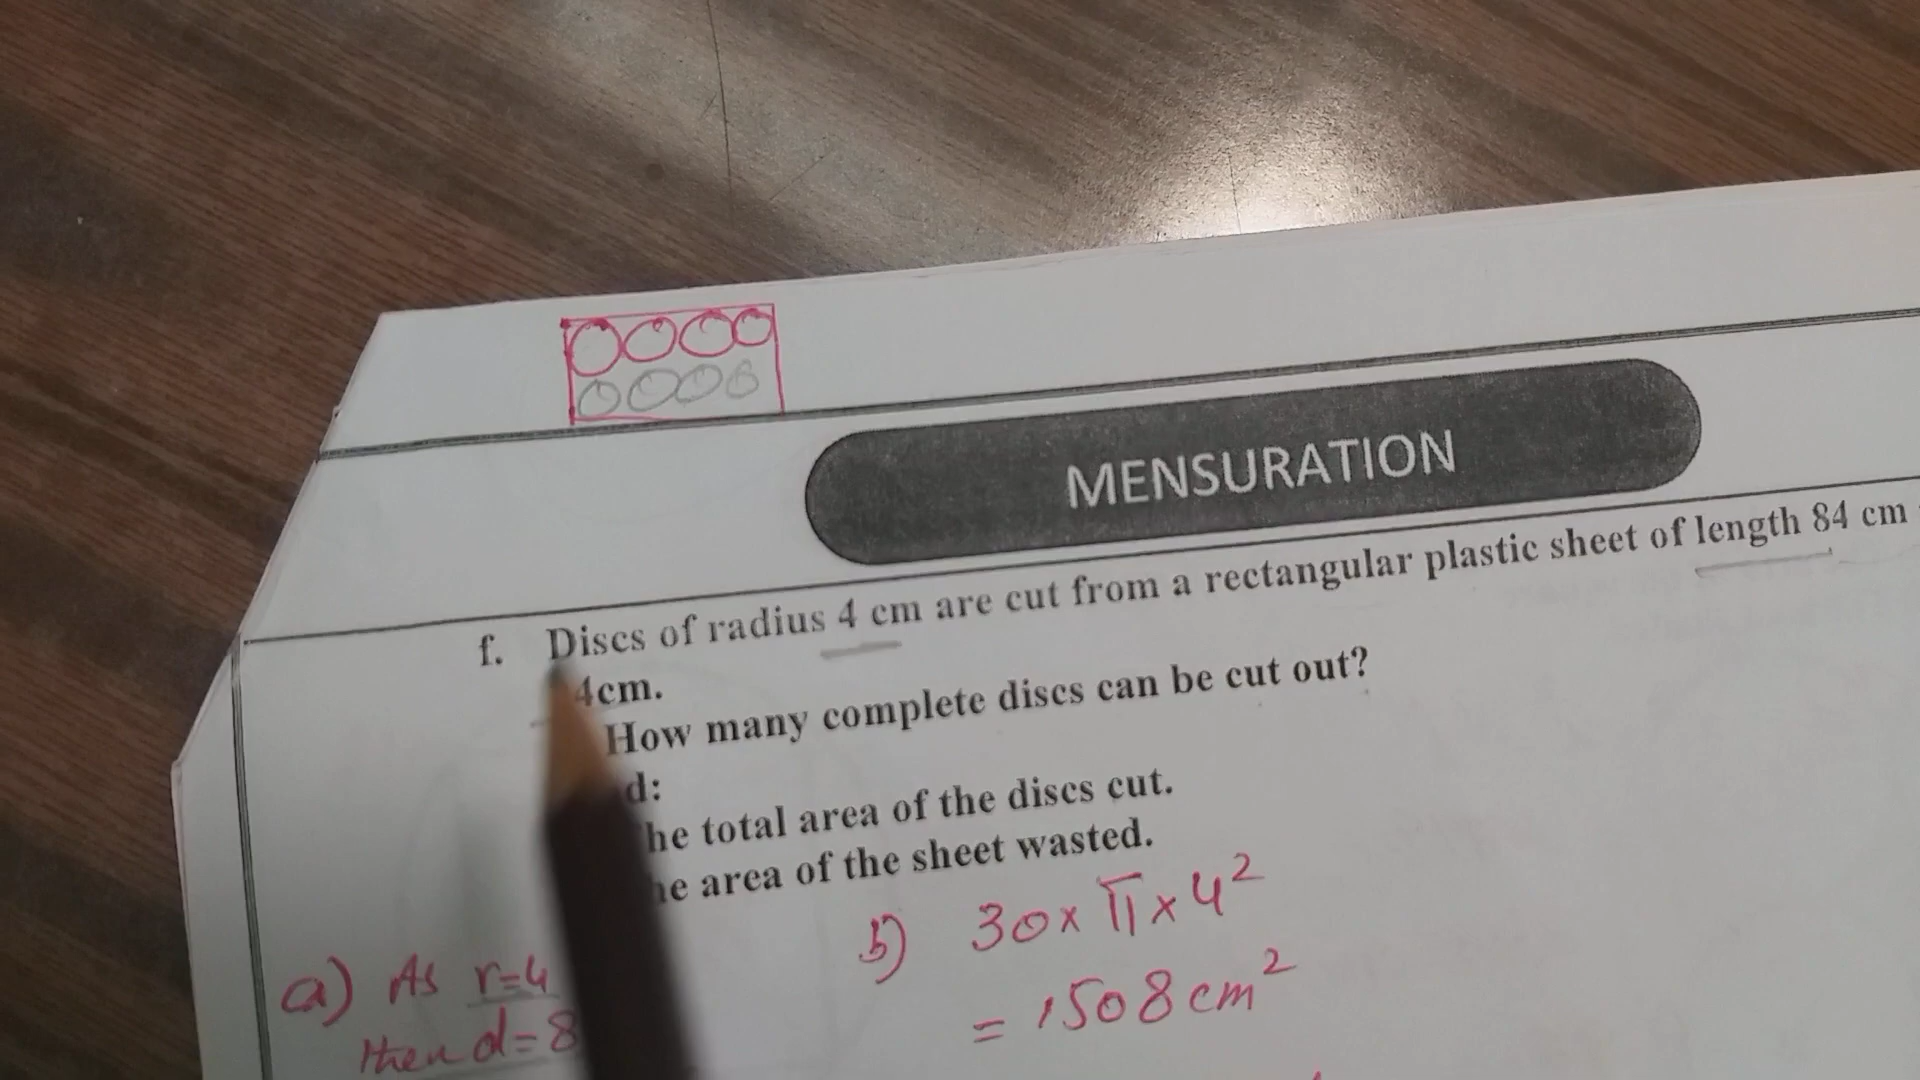 MENSURATION
f. Discs of radius 4 cm are cut from a rectangular plastic sheet of length 84 cm
4cm.
How many complete discs can be cut out?
d:
he total area of the discs cut.
he area of the sheet wasted.
a) As r=4
then d=8
b) 30 x π x 4²
= 1508 cm²